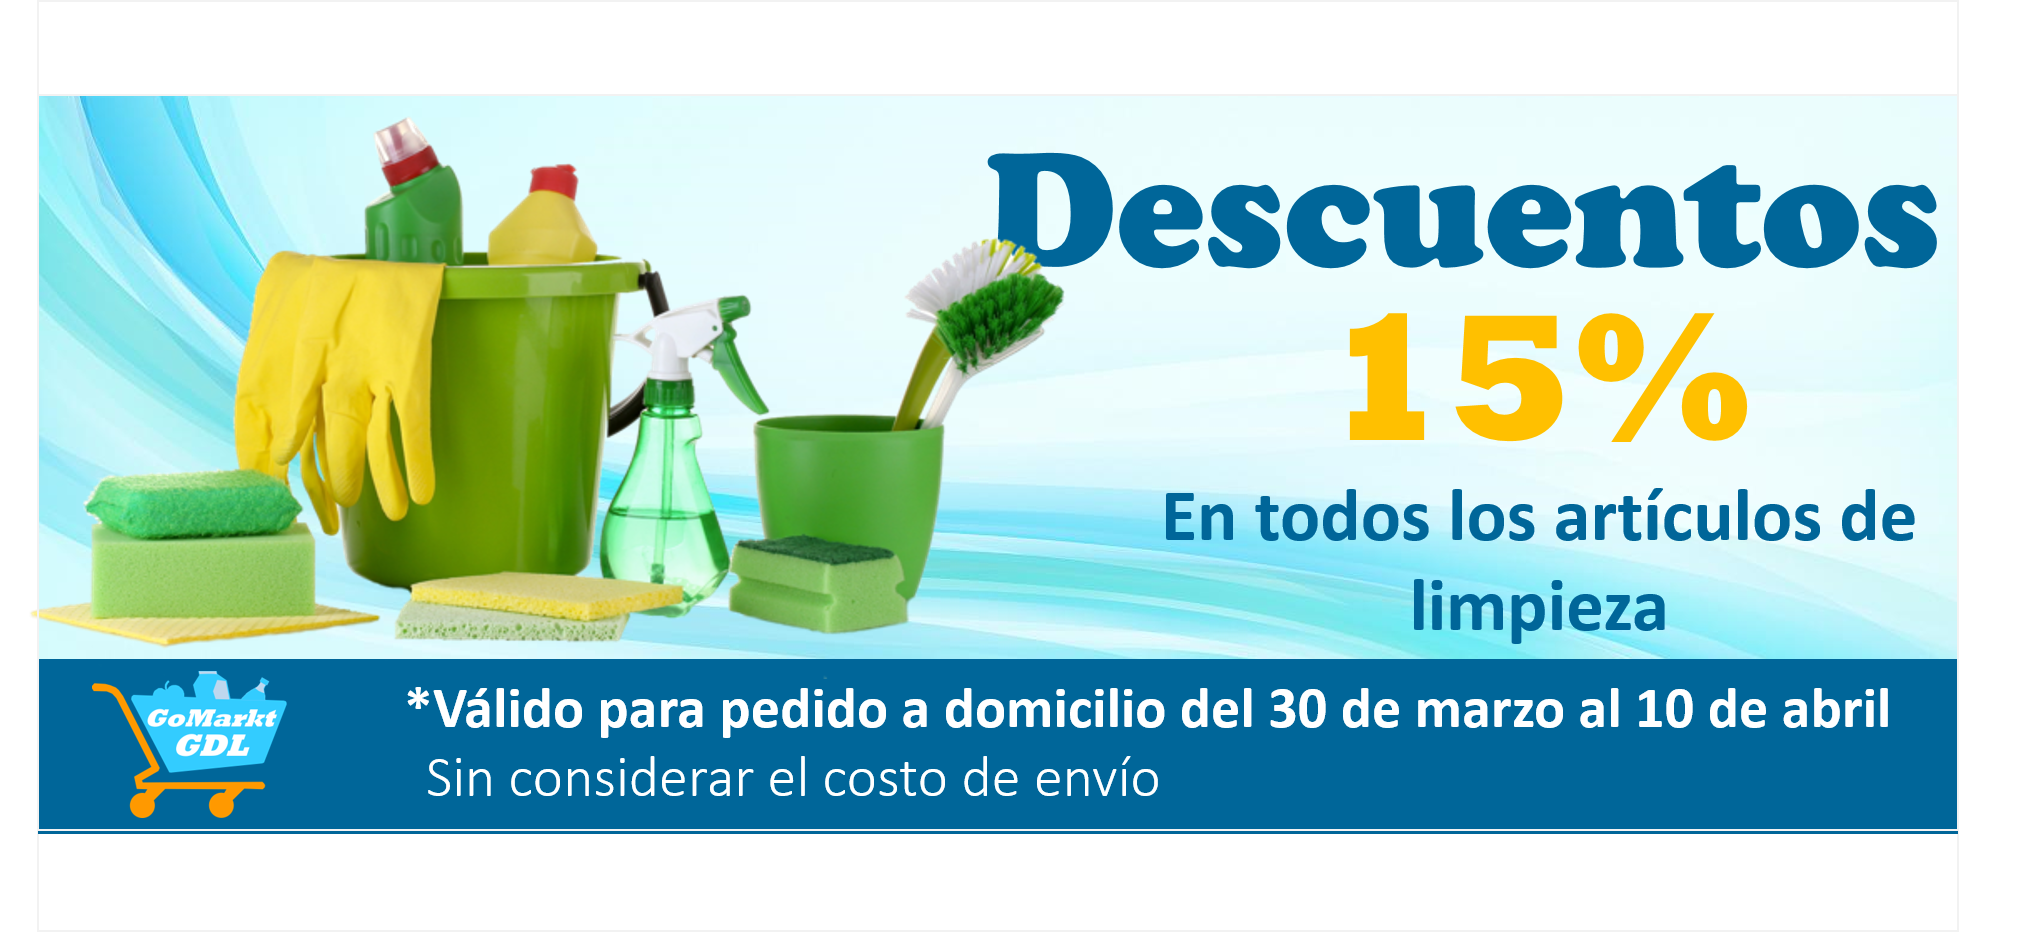 Descuentos
15%
En todos los artículos de
limpieza
GoMarkt
GDL
*Válido para pedido a domicilio del 30 de marzo al 10 de abril
Sin considerar el costo de envío